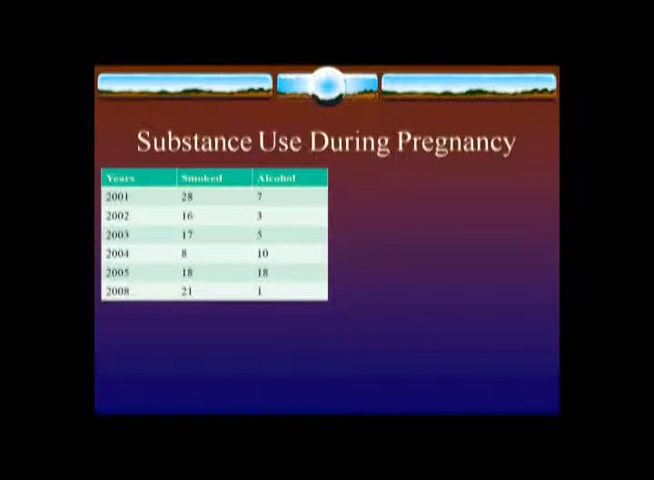 Substance Use During Pregnancy
Years Smoked Alcohol
2001 28 7
2002 16 3
2003 17 5
2004 8 10
2005 18 18
2008 21 1